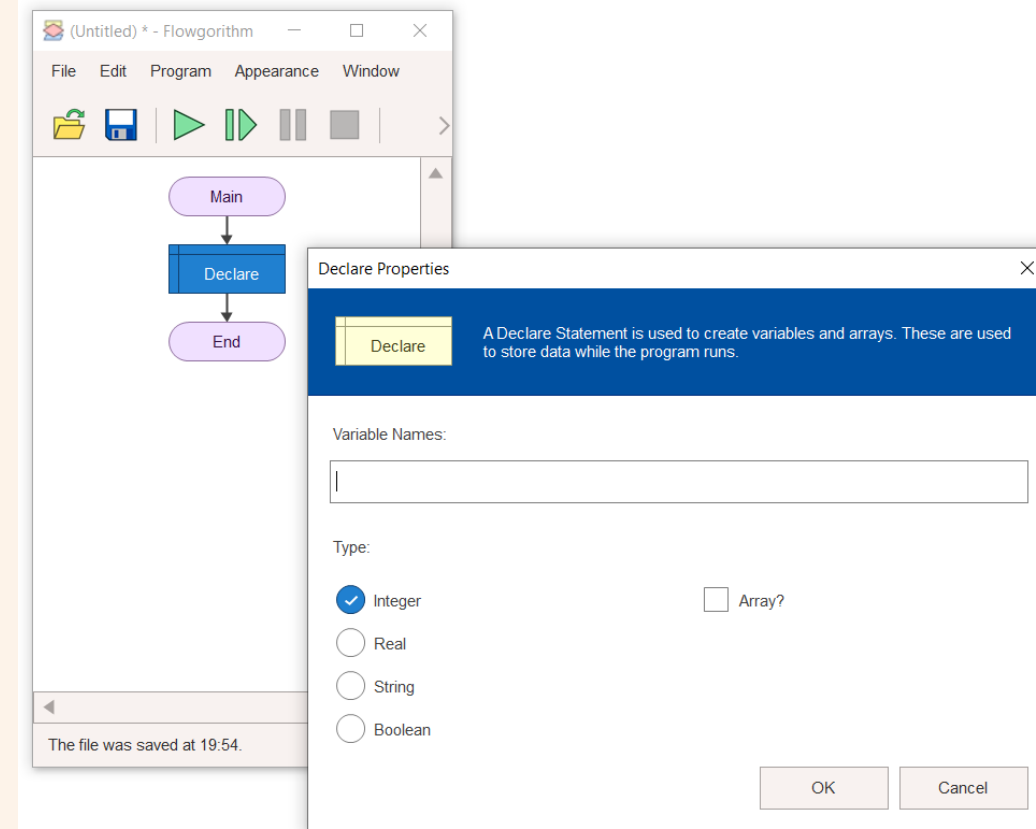 (Untitled) * - Flowgorithm
File Edit Program Appearance Window
Main
Declare
End
The file was saved at 19:54.
Declare Properties
Declare
A Declare Statement is used to create variables and arrays. These are used
to store data while the program runs.
Variable Names:
Type:
Integer
Array?
Real
String
Boolean
OK
Cancel